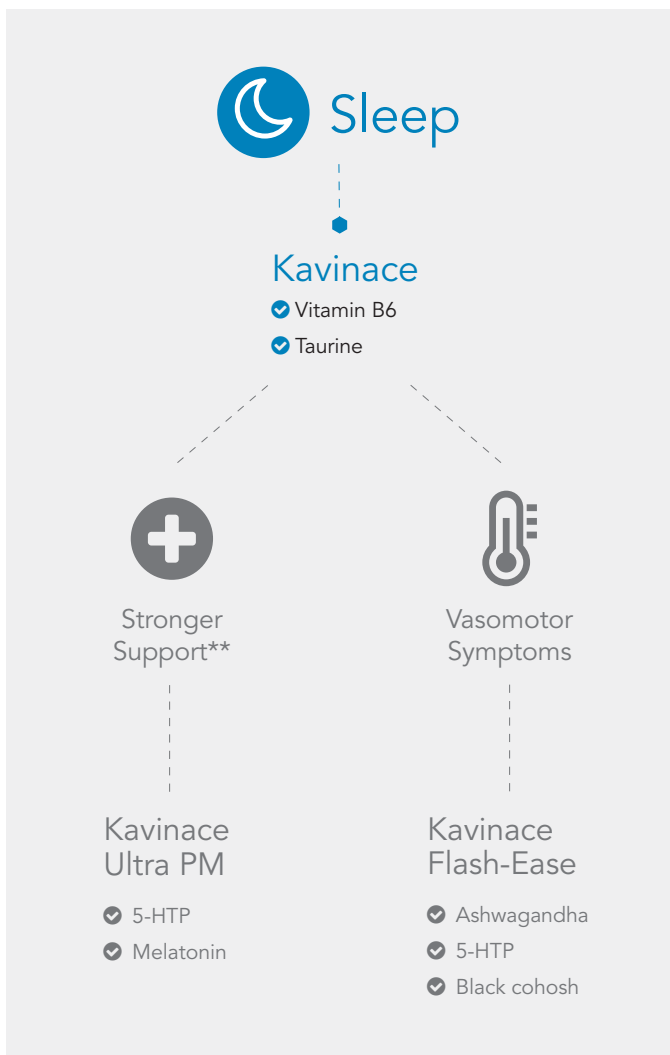 Sleep
Kavinace
Vitamin B6
Taurine
Stronger
Support**
Vasomotor
Symptoms
Kavinace
Ultra PM
5-HTP
Melatonin
Kavinace
Flash-Ease
Ashwagandha
5-HTP
Black cohosh